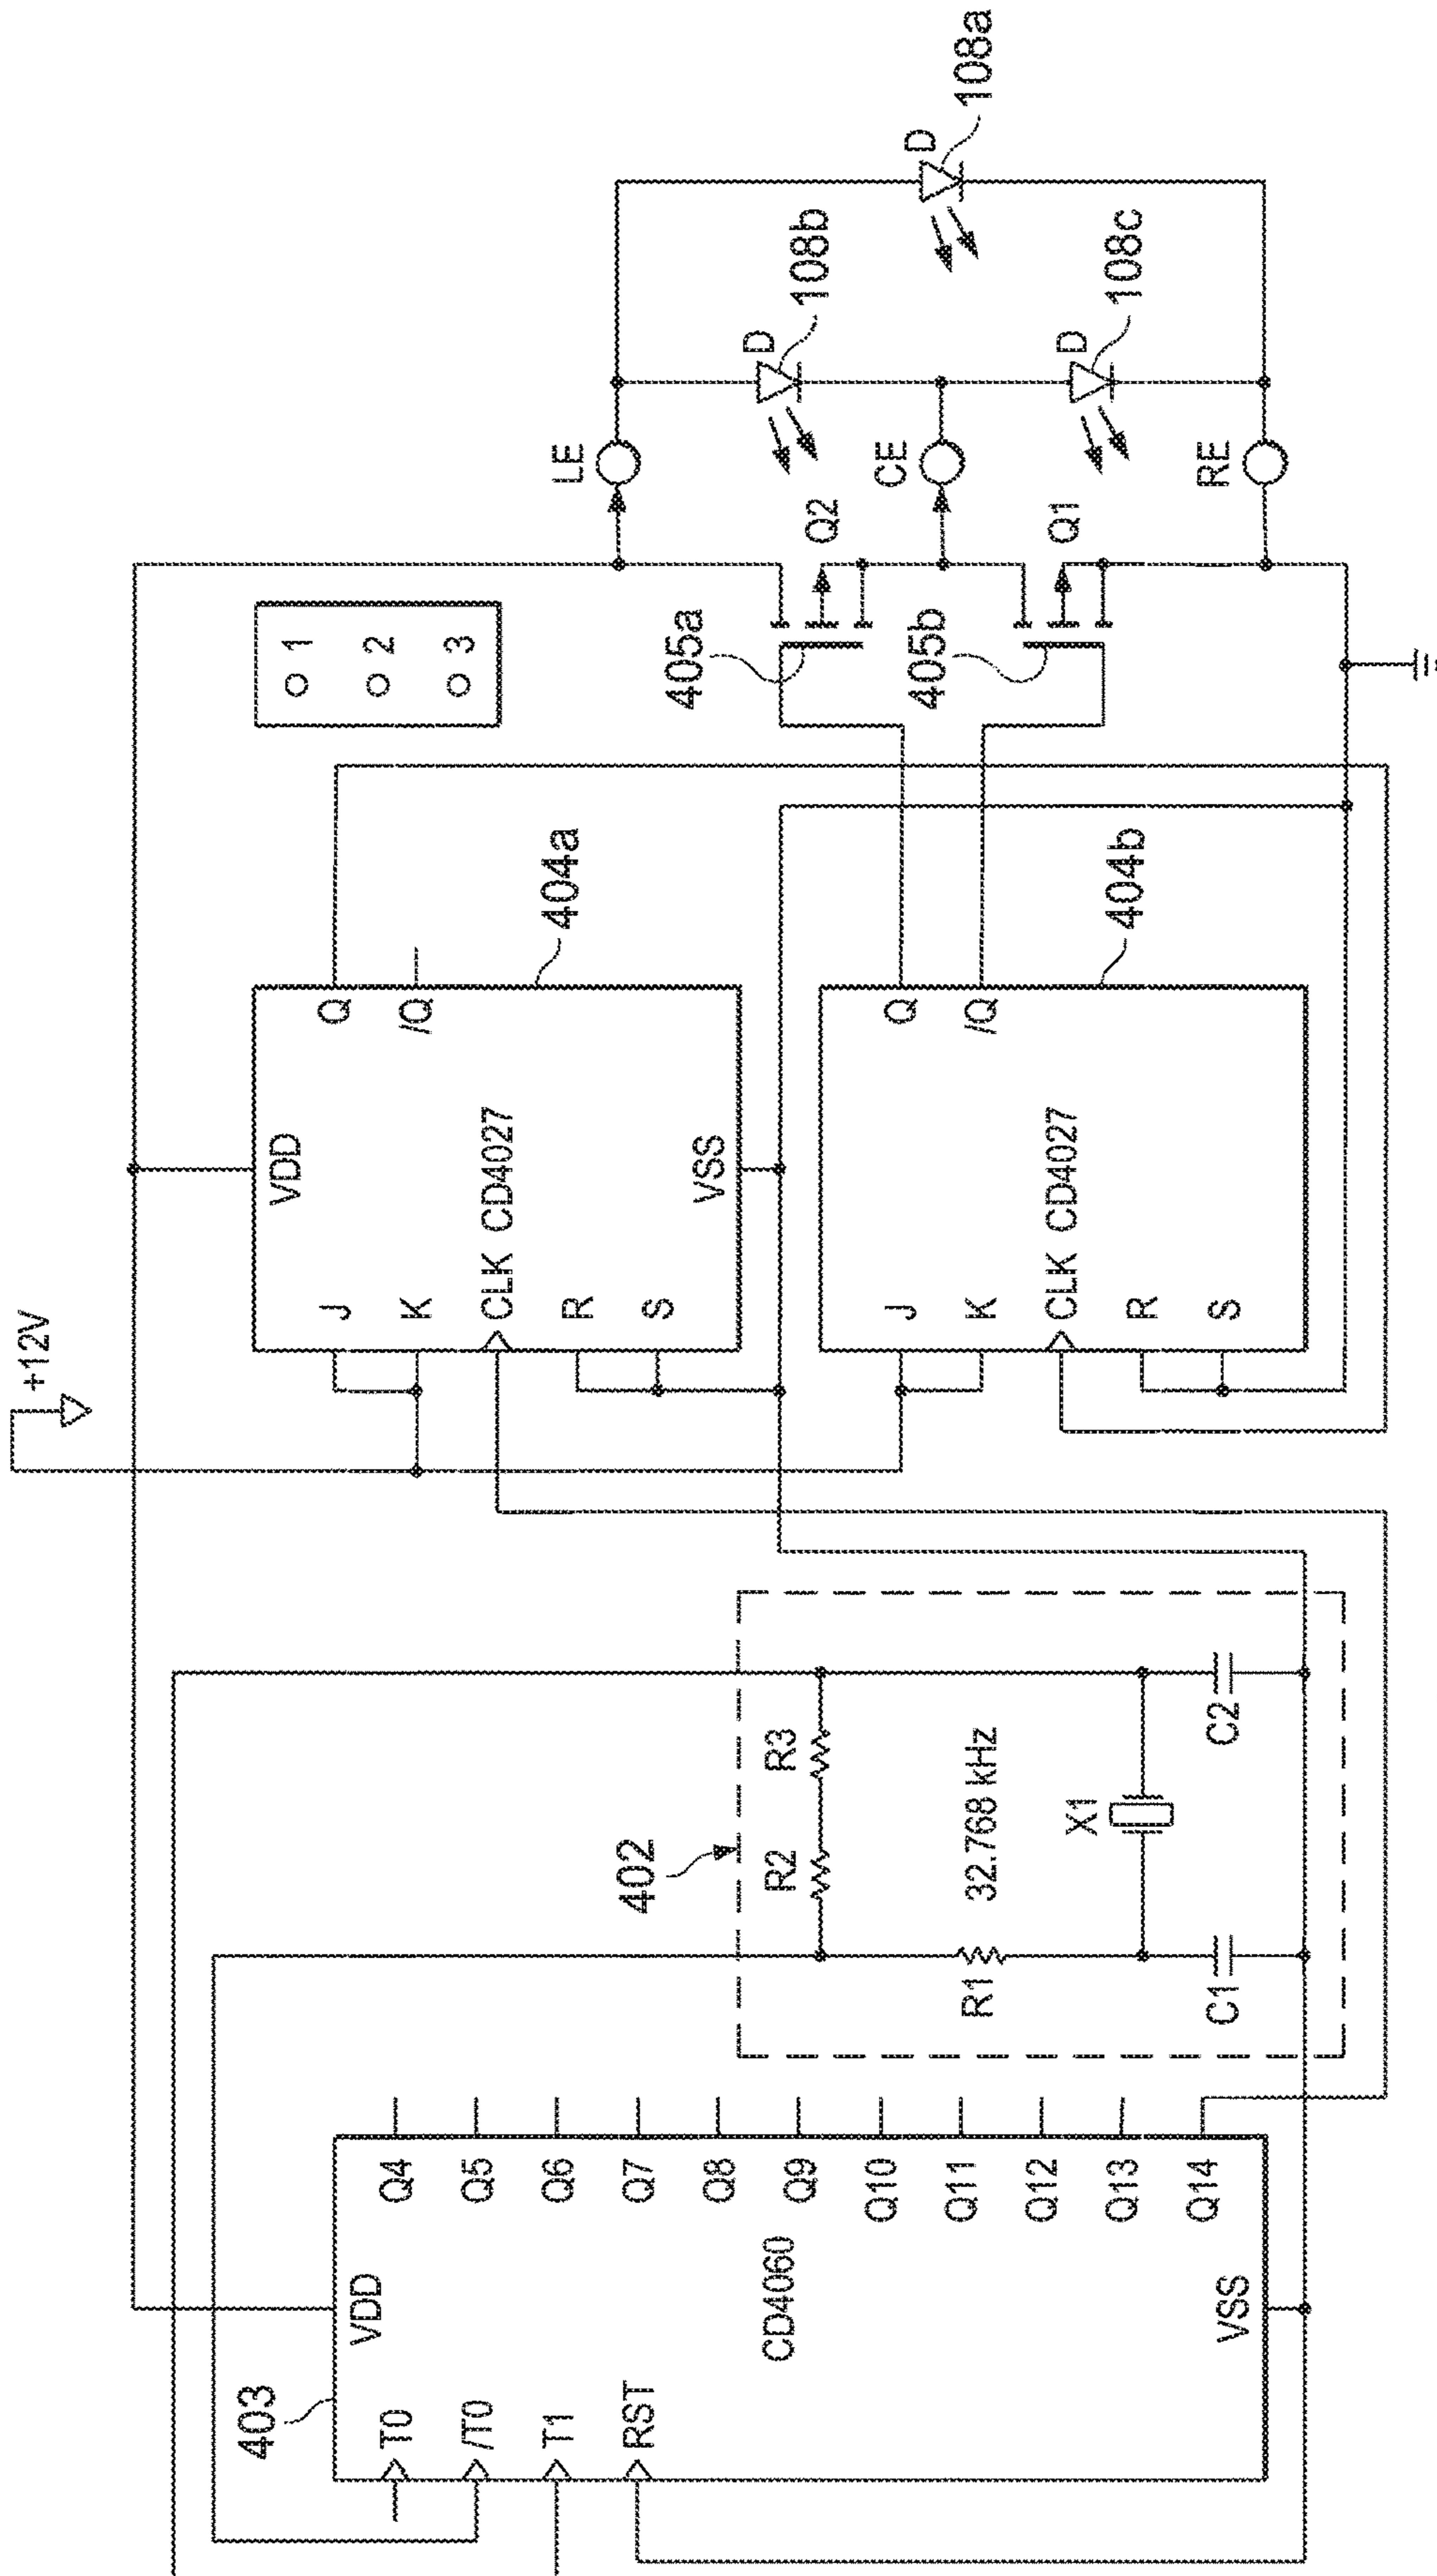 +12V
403
VDD
T0
/T0
T1
RST
CD4060
VSS
Q4
Q5
Q6
Q7
Q8
Q9
Q10
Q11
Q12
Q13
Q14
402
R2
R3
R1
32.768 kHz
X1
C1
C2
VDD
J
K
CLK CD4027
R
S
VSS
Q
/Q
404a
J
K
CLK CD4027
R
S
Q
/Q
404b
1
2
3
405a
Q2
405b
Q1
LE
CE
RE
D
108b
D
108c
D
108a